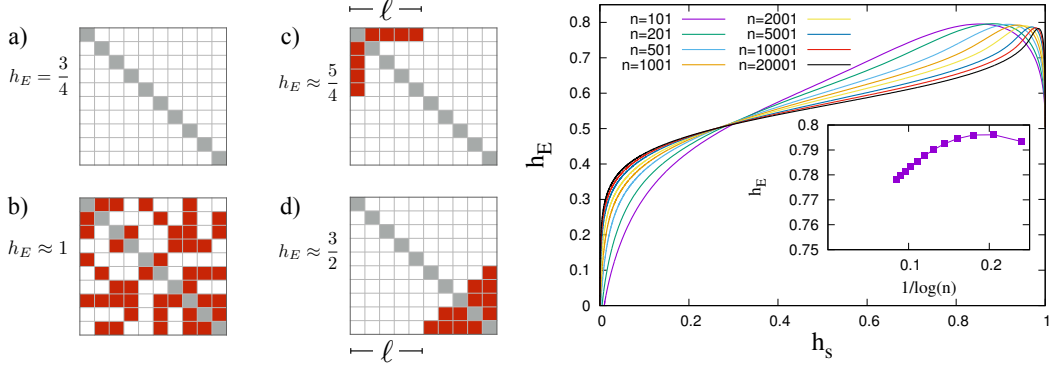 a)
h_E = 3/4
b)
h_E ≈ 1
ℓ
c)
h_E ≈ 5/4
d)
h_E ≈ 3/2
ℓ
h_E
0.8
0.7
0.6
0.5
0.4
0.3
0.2
0.1
0
n=101
n=201
n=501
n=1001
n=2001
n=5001
n=10001
n=20001
h_E
0.8
0.79
0.78
0.77
0.76
0.75
0.1
0.2
1/log(n)
0
0.2
0.4
0.6
0.8
1
h_s